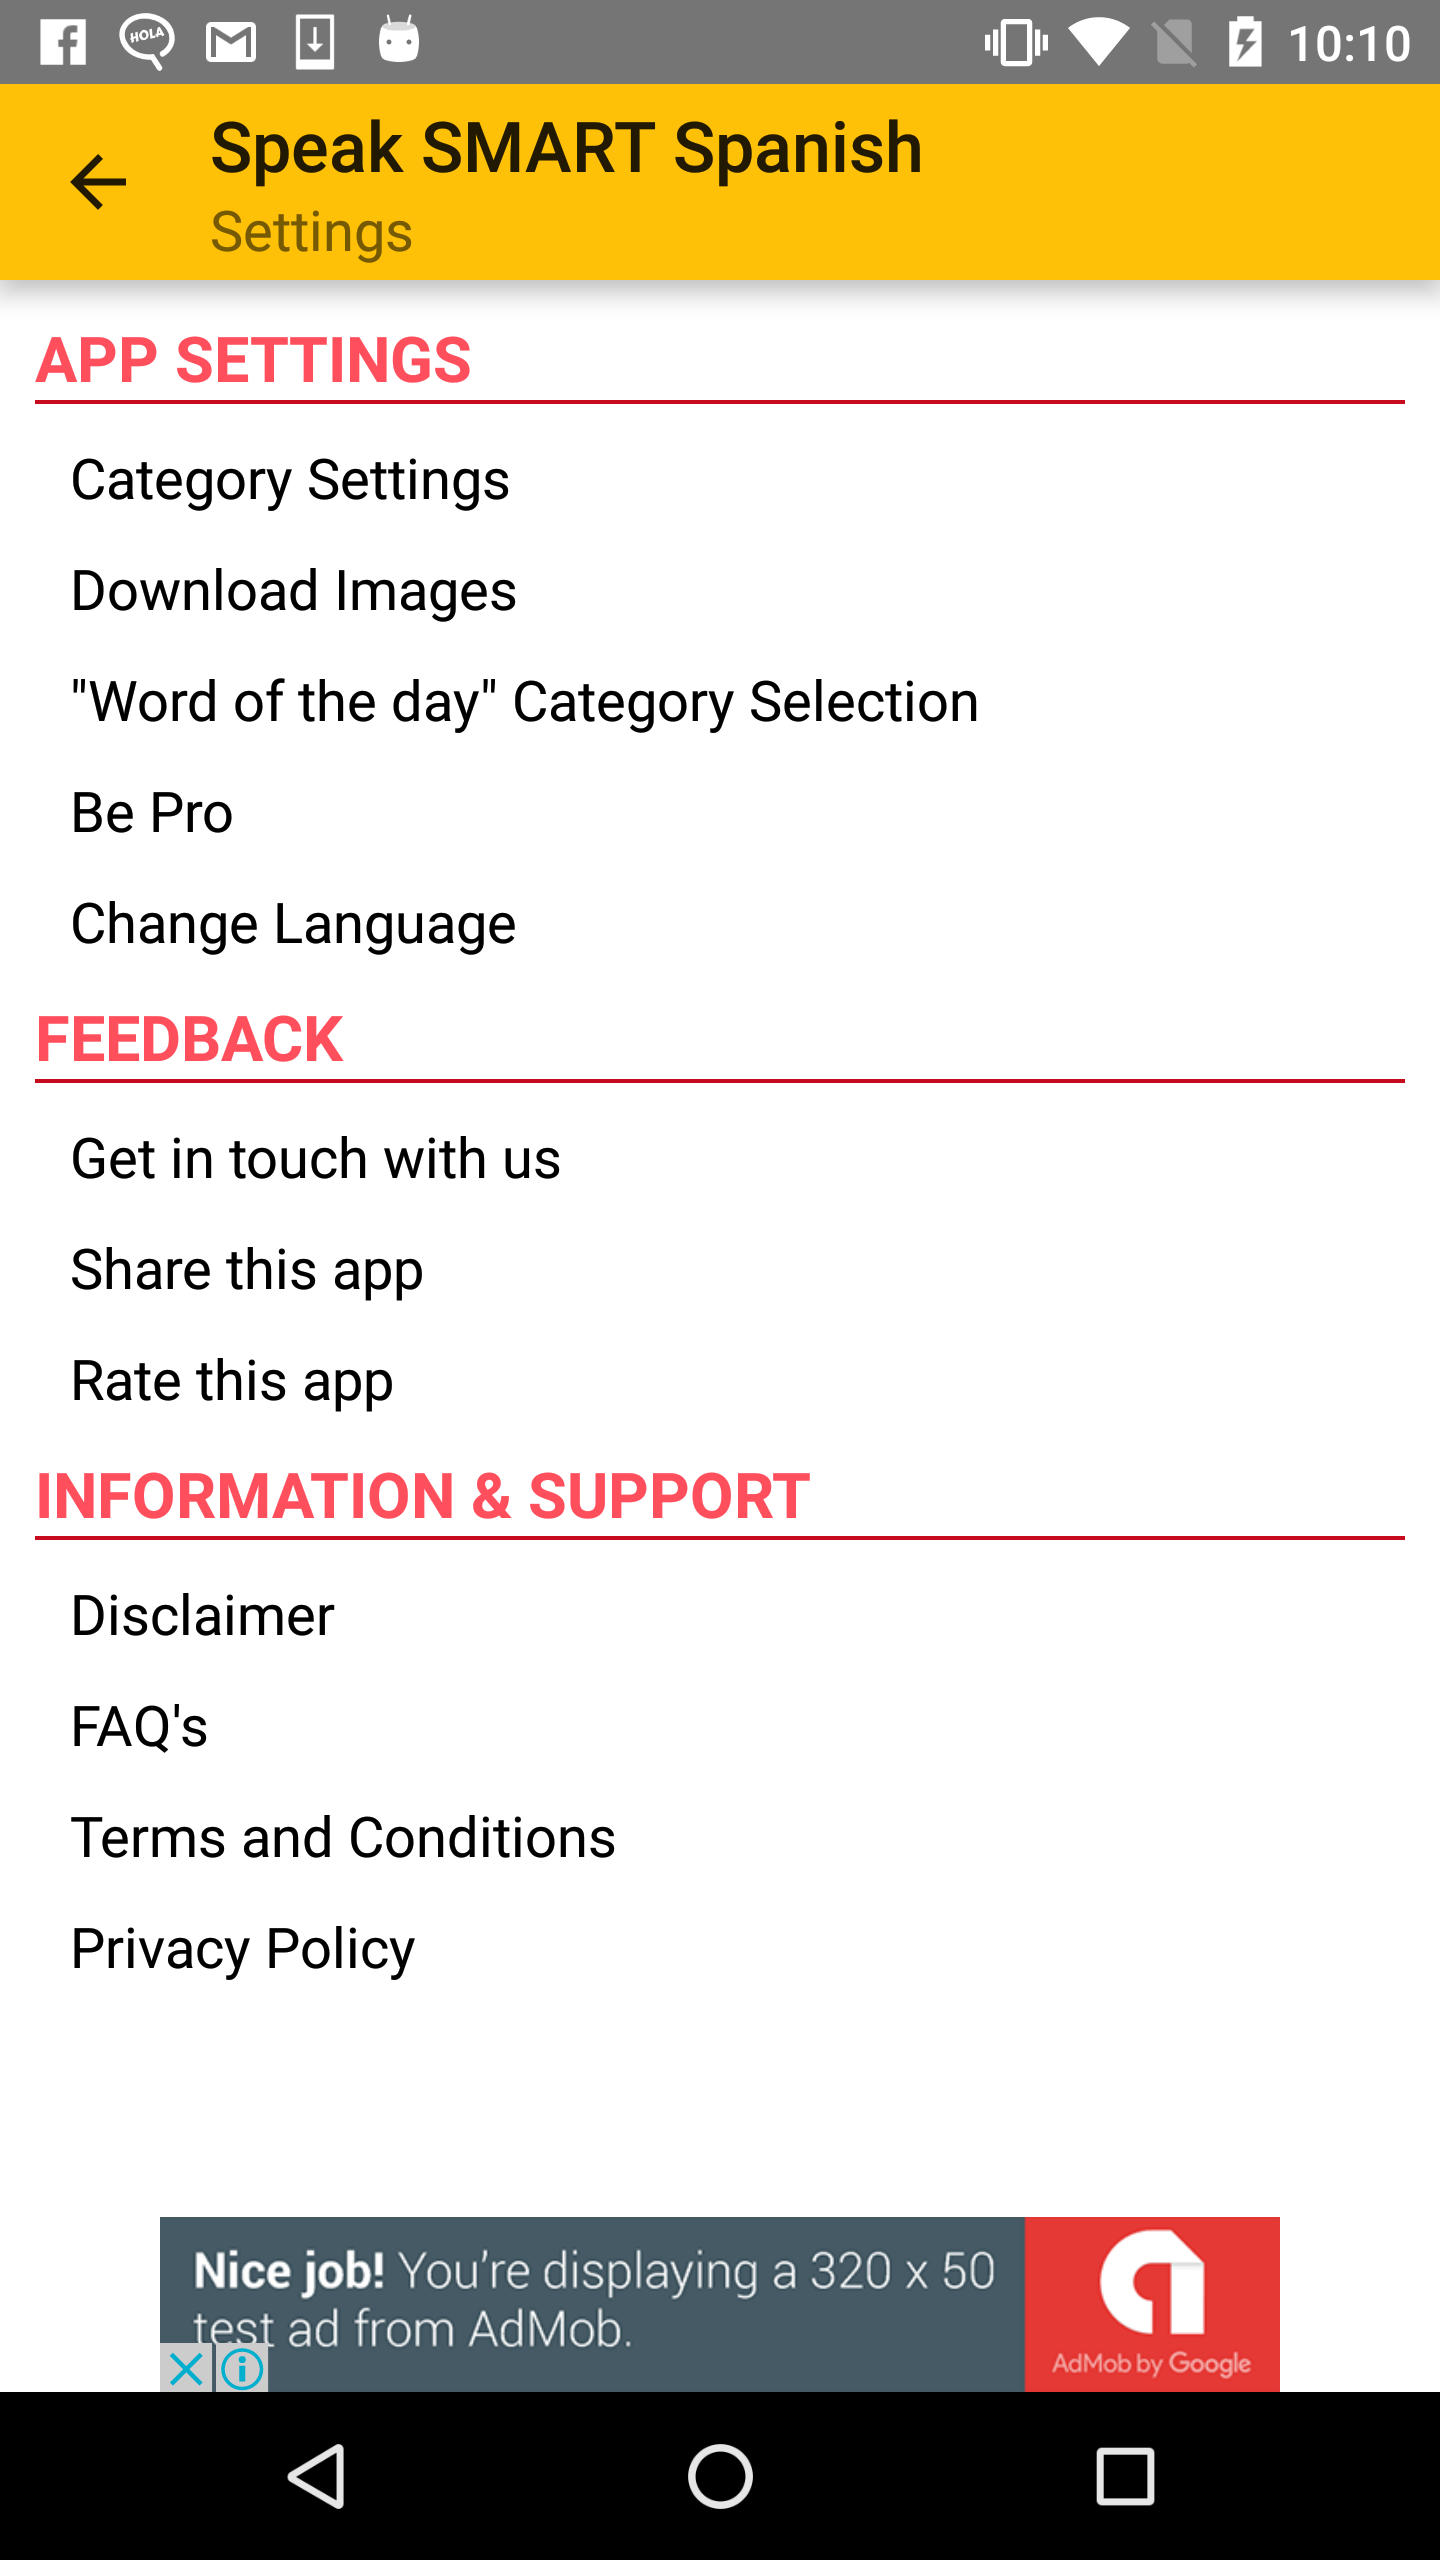 HOLA
10:10
Speak SMART Spanish
Settings
APP SETTINGS
Category Settings
Download Images
"Word of the day" Category Selection
Be Pro
Change Language
FEEDBACK
Get in touch with us
Share this app
Rate this app
INFORMATION & SUPPORT
Disclaimer
FAQ's
Terms and Conditions
Privacy Policy
Nice job! You're displaying a 320 x 50
test ad from AdMob.
AdMob by Google